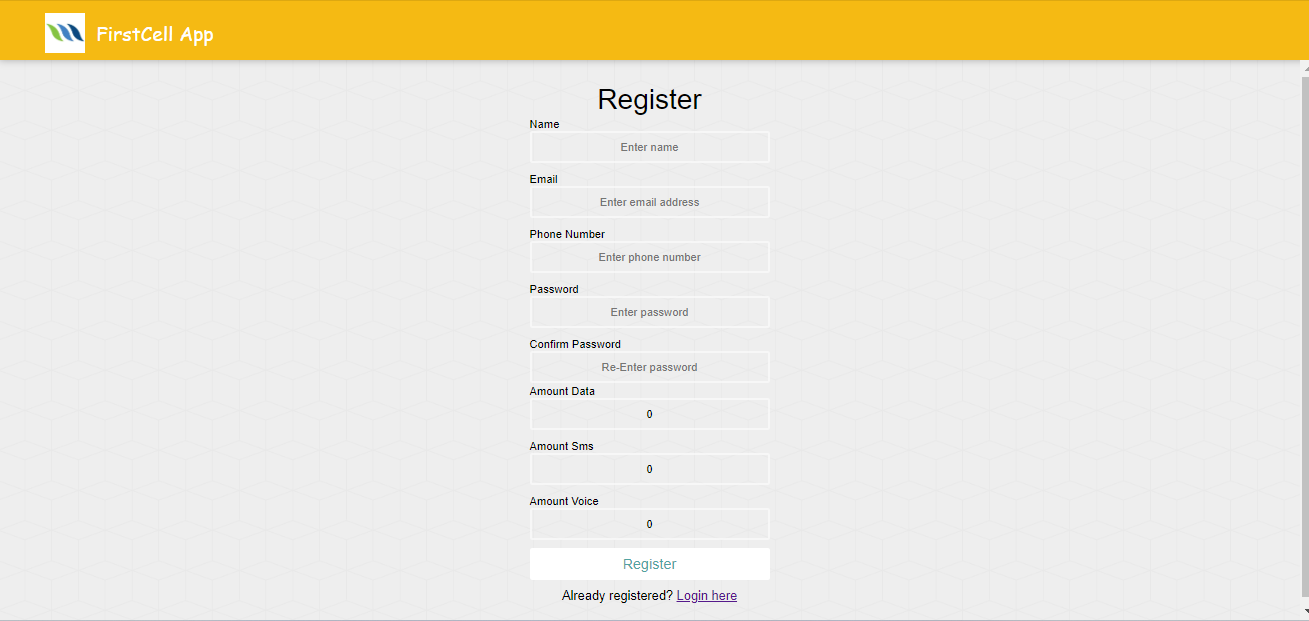 FirstCell App
Register
Name
Enter name
Email
Enter email address
Phone Number
Enter phone number
Password
Enter password
Confirm Password
Re-Enter password
Amount Data
0
Amount Sms
0
Amount Voice
0
Register
Already registered? Login here